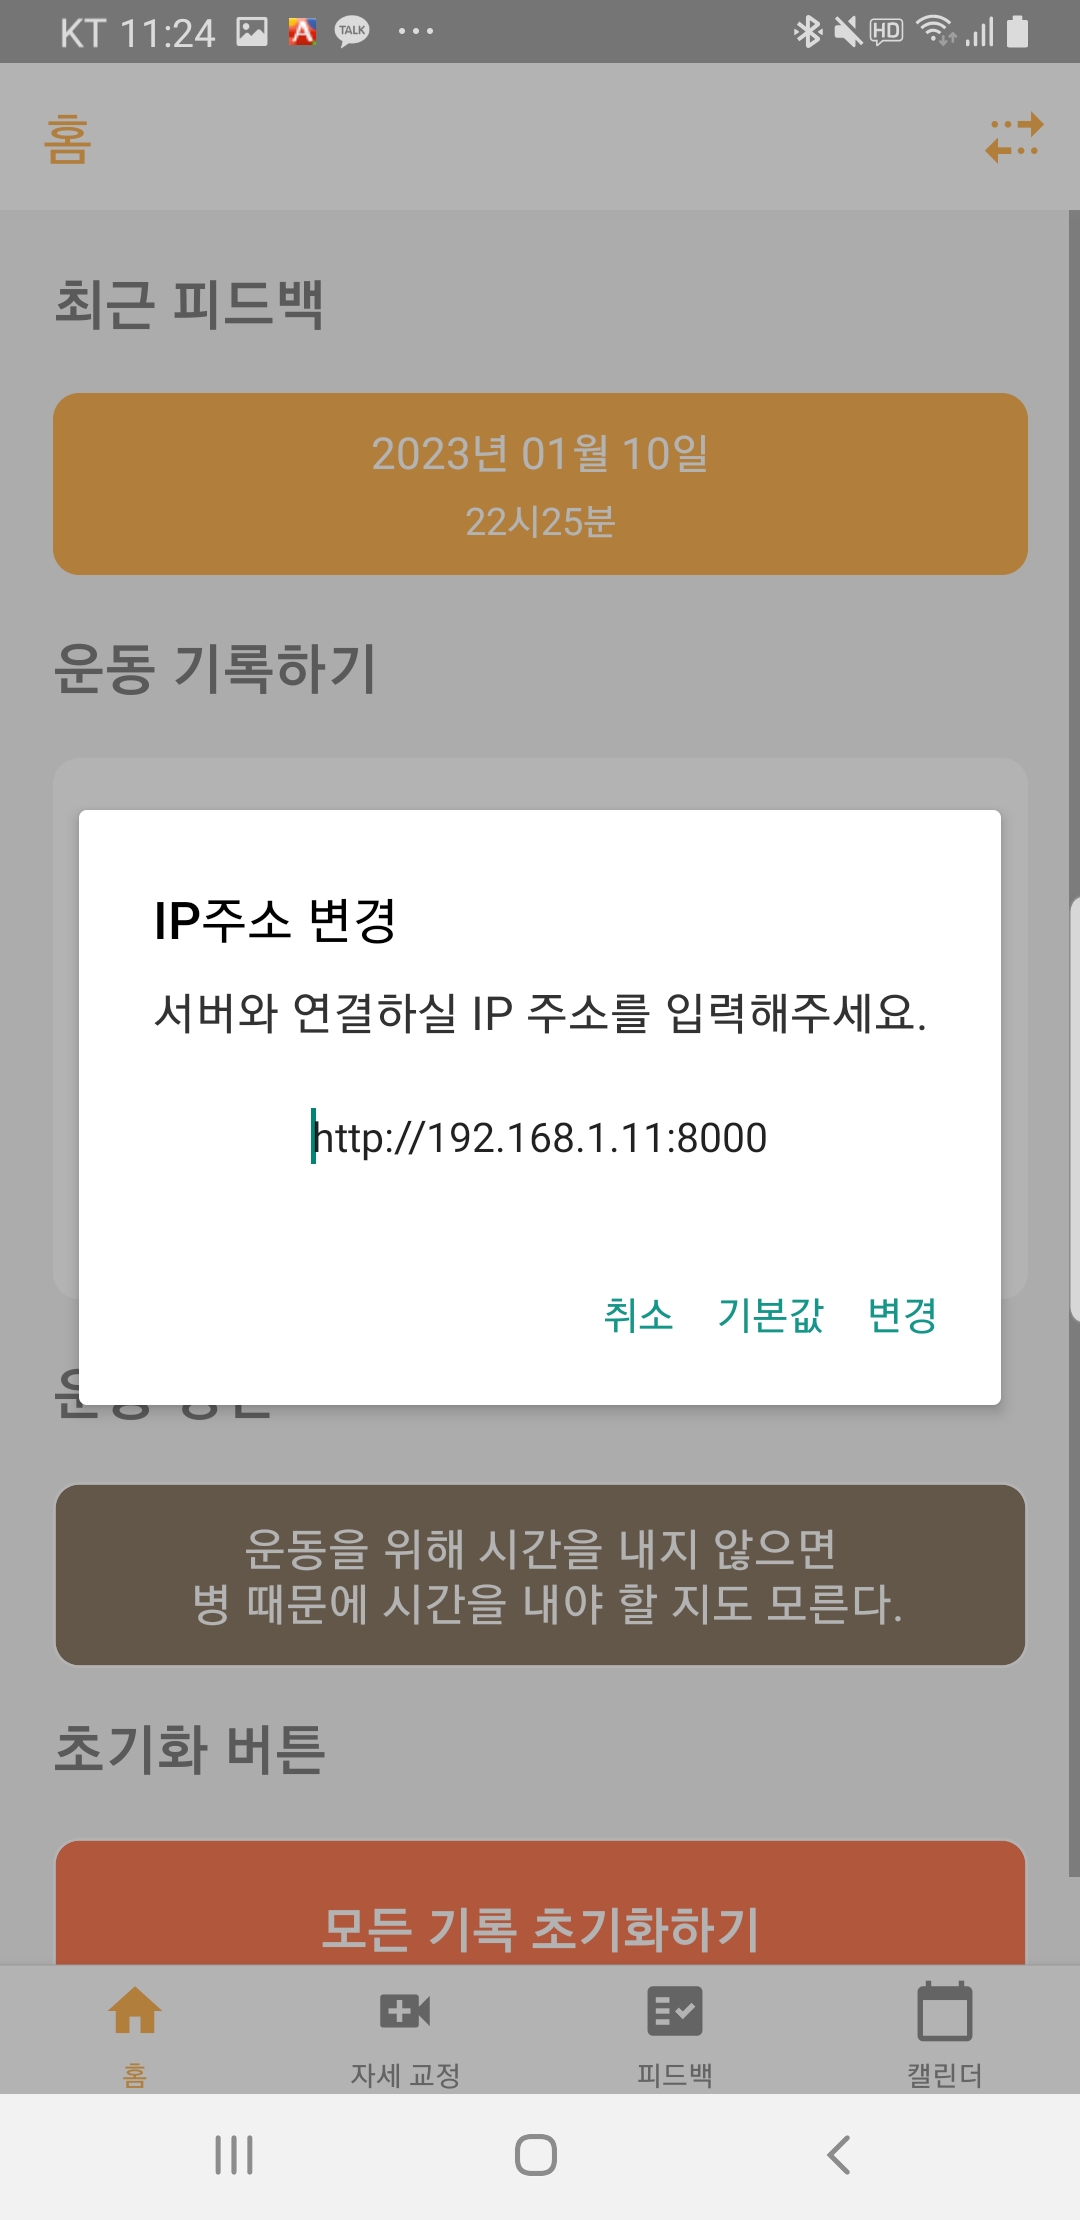 KT 11:24
TALK
HD
홈
최근 피드백
2023년 01월 10일
22시25분
운동 기록하기
IP주소 변경
서버와 연결하실 IP 주소를 입력해주세요.
http://192.168.1.11:8000
취소 기본값 변경
운동을 위해 시간을 내지 않으면
병 때문에 시간을 내야 할 지도 모른다.
초기화 버튼
모든 기록 초기화하기
홈 자세 교정 피드백 캘린더